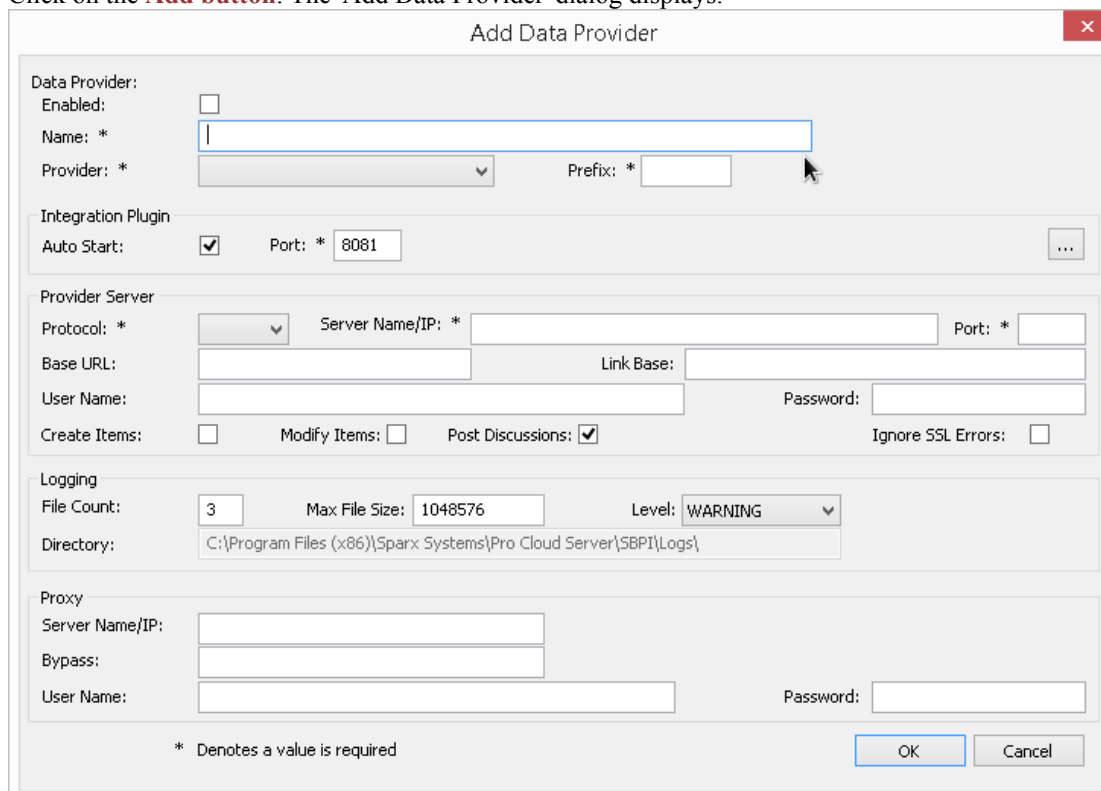 Click on the Add button. The 'Add Data Provider' dialog displays.
Add Data Provider
Data Provider:
Enabled:
Name: *
Provider: * Prefix: *
Integration Plugin
Auto Start: Port: * 8081 ...
Provider Server
Protocol: * Server Name/IP: * Port: *
Base URL: Link Base:
User Name: Password:
Create Items: Modify Items: Post Discussions: Ignore SSL Errors:
Logging
File Count: 3 Max File Size: 1048576 Level: WARNING
Directory: C:\Program Files (x86)\Sparx Systems\Pro Cloud Server\SBPI\Logs\
Proxy
Server Name/IP:
Bypass:
User Name: Password:
* Denotes a value is required OK Cancel